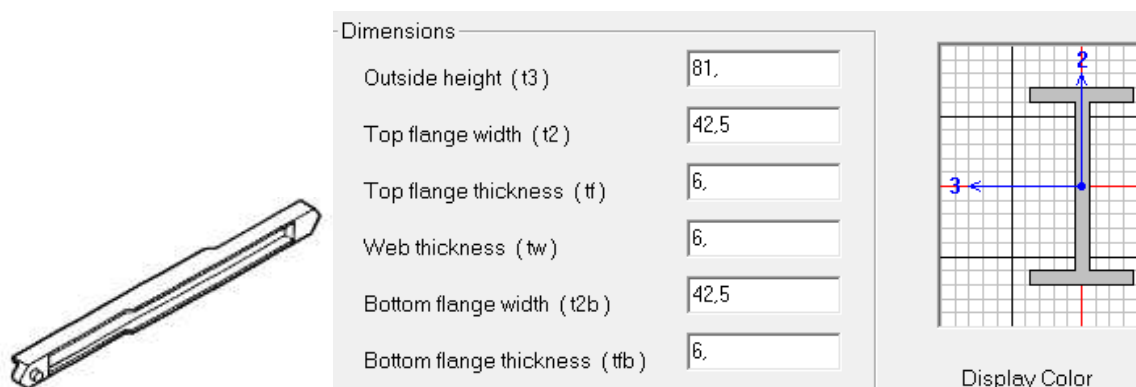 Dimensions
Outside height ( t3 ) 81,
Top flange width ( t2 ) 42,5
Top flange thickness ( tf ) 6,
Web thickness ( tw ) 6,
Bottom flange width ( t2b ) 42,5
Bottom flange thickness ( tfb ) 6,
2
3
Display Color